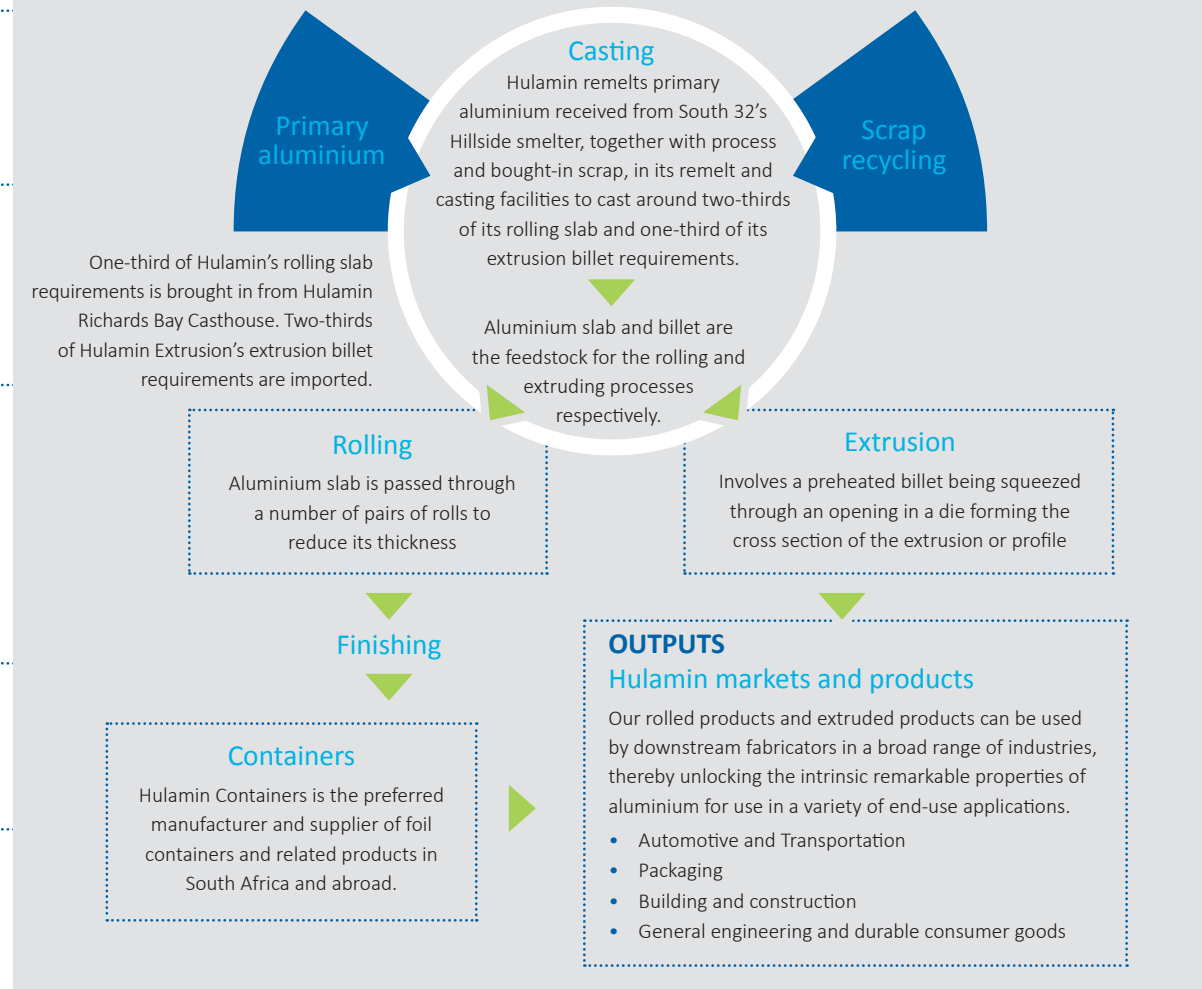 Primary
aluminium
Casting
Hulamin remelts primary
aluminium received from South 32's
Hillside smelter, together with process
and bought-in scrap, in its remelt and
casting facilities to cast around two-thirds
of its rolling slab and one-third of its
extrusion billet requirements.
Scrap
recycling
One-third of Hulamin's rolling slab
requirements is brought in from Hulamin
Richards Bay Casthouse. Two-thirds
of Hulamin Extrusion's extrusion billet
requirements are imported.
Aluminium slab and billet are
the feedstock for the rolling and
extruding processes
respectively.
Rolling
Aluminium slab is passed through
a number of pairs of rolls to
reduce its thickness
Extrusion
Involves a preheated billet being squeezed
through an opening in a die forming the
cross section of the extrusion or profile
Finishing
Containers
Hulamin Containers is the preferred
manufacturer and supplier of foil
containers and related products in
South Africa and abroad.
OUTPUTS
Hulamin markets and products
Our rolled products and extruded products can be used
by downstream fabricators in a broad range of industries,
thereby unlocking the intrinsic remarkable properties of
aluminium for use in a variety of end-use applications.
• Automotive and Transportation
• Packaging
• Building and construction
• General engineering and durable consumer goods